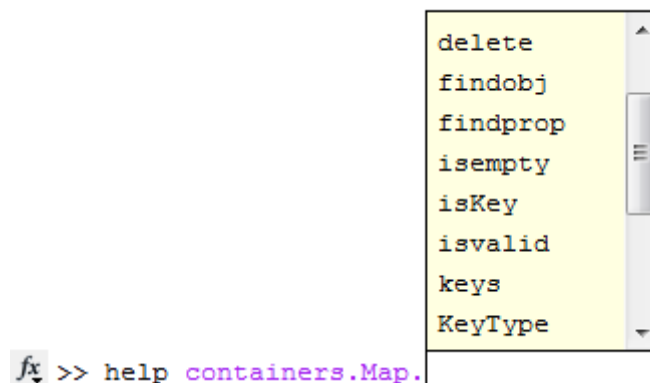 delete
findobj
findprop
isempty
isKey
isvalid
keys
KeyType
fx >> help containers.Map.